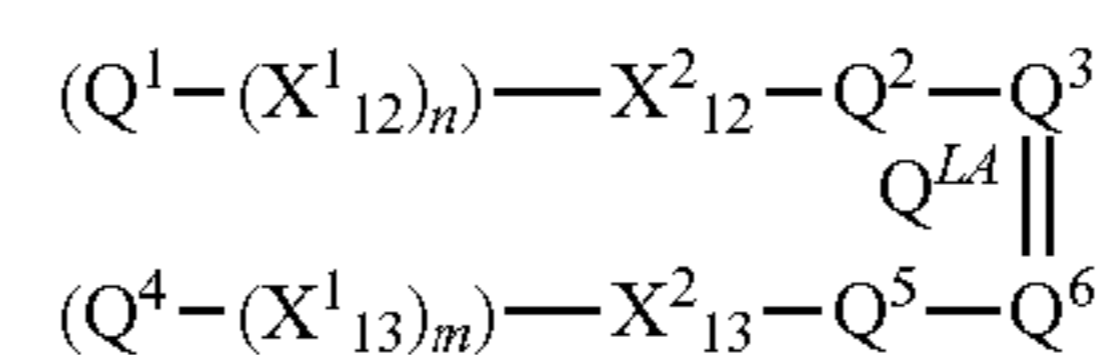 (Q¹—(X¹₁₂)ₙ)—X²₁₂—Q²—Q³
Qᴸᴬ
(Q⁴—(X¹₁₃)ₘ)—X²₁₃—Q⁵—Q⁶